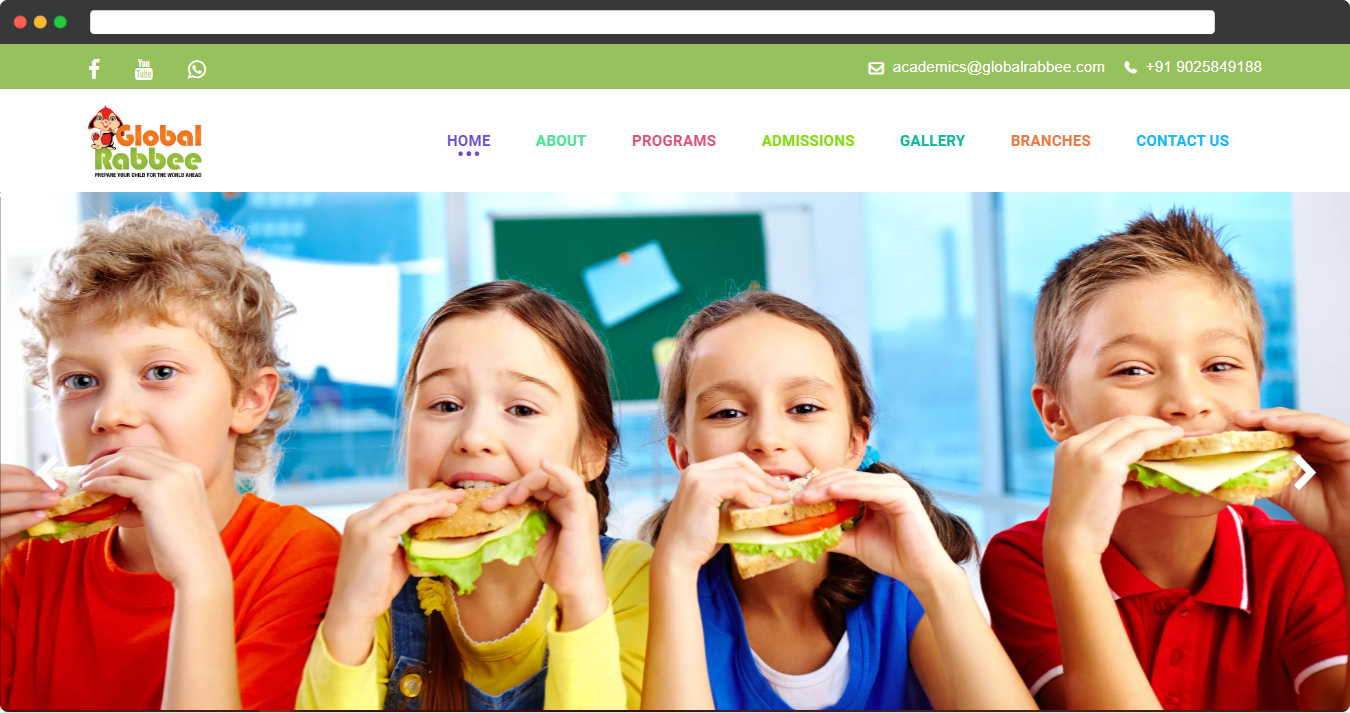 You
Tube
academics@globalrabbee.com
+91 9025849188
Global
Rabbee
PREPARE YOUR CHILD FOR THE WORLD AHEAD
HOME
ABOUT
PROGRAMS
ADMISSIONS
GALLERY
BRANCHES
CONTACT US